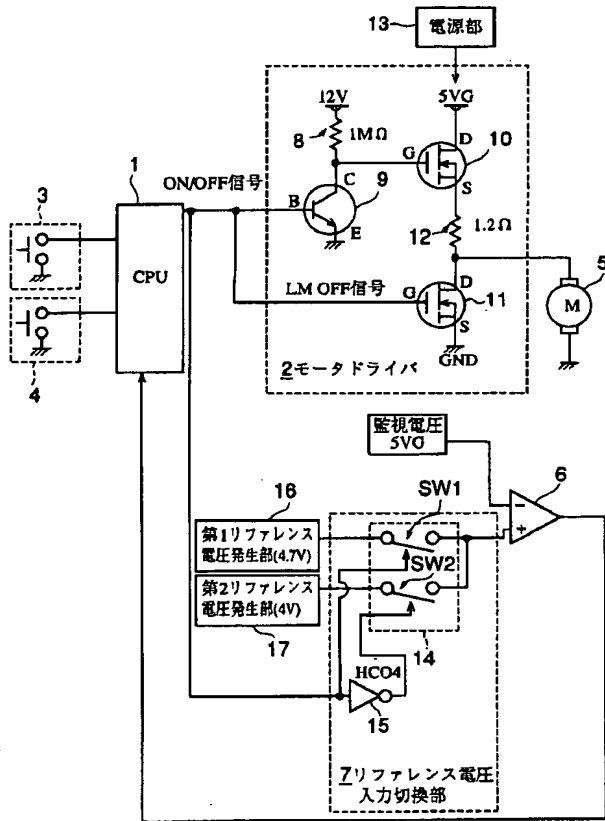 13
電源部
12V
5VG
8
1MΩ
D
G
10
S
1
ON/OFF信号
C
B
9
E
3
CPU
12
1.2Ω
5
D
M
LM OFF信号
G
11
S
4
GND
2モータドライバ
監視電圧
5VG
6
−
+
16
SW1
第1リファレンス
電圧発生部(4.7V)
SW2
第2リファレンス
電圧発生部(4V)
17
14
HCO4
15
7リファレンス電圧
入力切換部